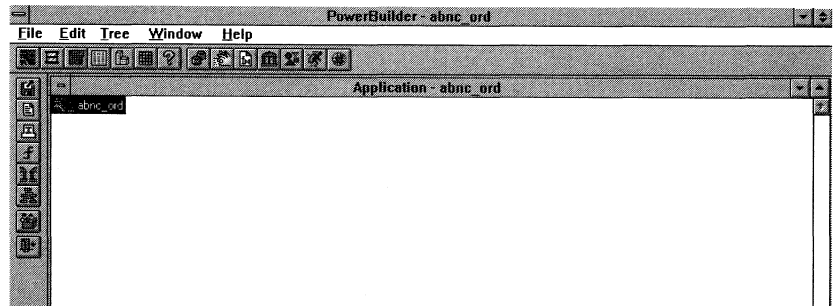 PowerBuilder - abnc_ord
File Edit Tree Window Help
Application - abnc_ord
abnc_ord